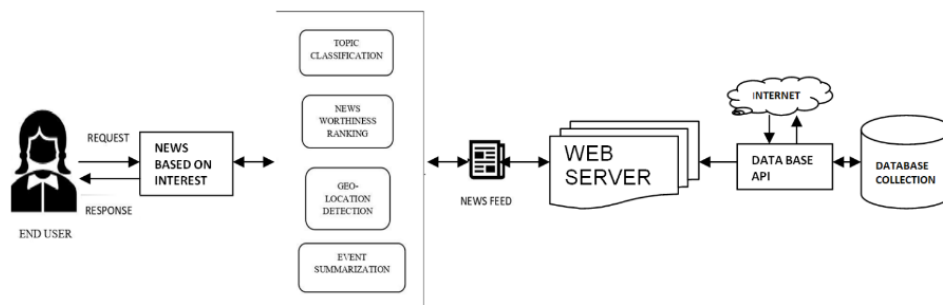 TOPIC
CLASSIFICATION
NEWS
WORTHINESS
RANKING
GEO-
LOCATION
DETECTION
EVENT
SUMMARIZATION
REQUEST
RESPONSE
END USER
NEWS
BASED ON
INTEREST
NEWS FEED
WEB
SERVER
INTERNET
DATA BASE
API
DATABASE
COLLECTION